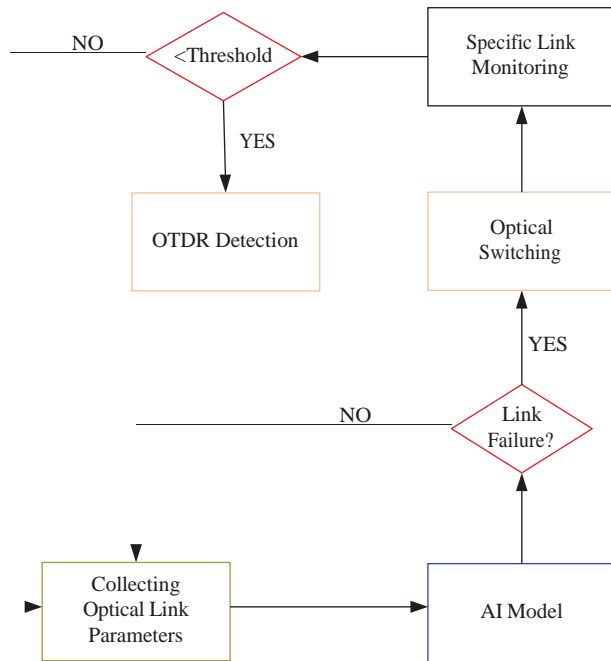 NO
<Threshold
Specific Link
Monitoring
YES
OTDR Detection
Optical
Switching
YES
NO
Link
Failure?
Collecting
Optical Link
Parameters
AI Model